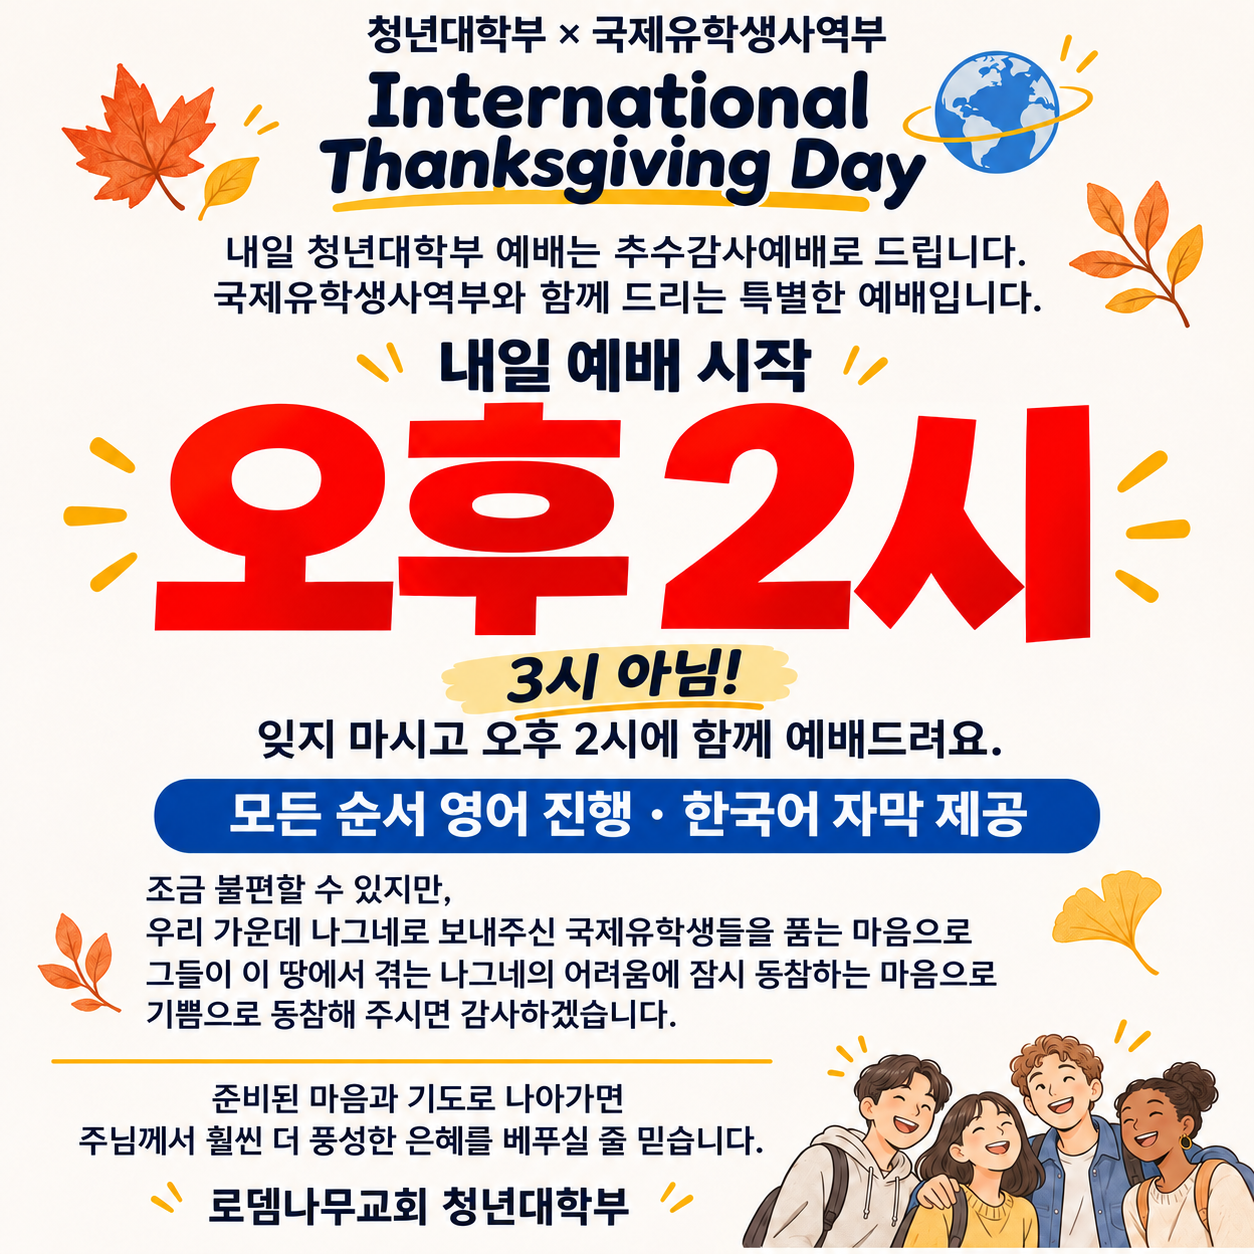 청년대학부 × 국제유학생사역부
International
Thanksgiving Day
내일 청년대학부 예배는 추수감사예배로 드립니다.
국제유학생사역부와 함께 드리는 특별한 예배입니다.
내일 예배 시작
오후 2시
3시 아님!
잊지 마시고 오후 2시에 함께 예배드려요.
모든 순서 영어 진행 · 한국어 자막 제공
조금 불편할 수 있지만,
우리 가운데 나그네로 보내주신 국제유학생들을 품는 마음으로
그들이 이 땅에서 겪는 나그네의 어려움에 잠시 동참하는 마음으로
기쁨으로 동참해 주시면 감사하겠습니다.
준비된 마음과 기도로 나아가면
주님께서 훨씬 더 풍성한 은혜를 베푸실 줄 믿습니다.
로뎀나무교회 청년대학부